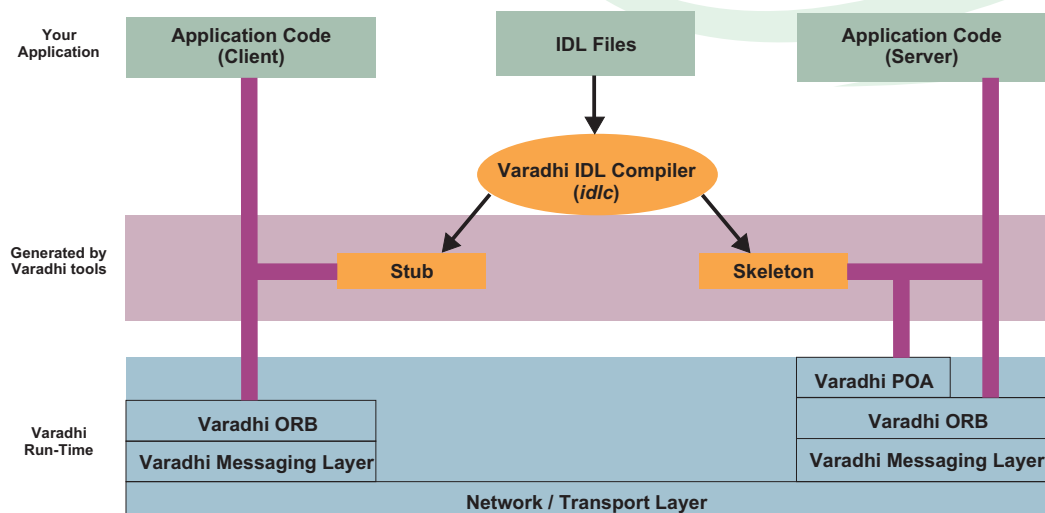 Your
Application
Application Code
(Client)
IDL Files
Application Code
(Server)
Varadhi IDL Compiler
(idlc)
Generated by
Varadhi tools
Stub
Skeleton
Varadhi
Run-Time
Varadhi POA
Varadhi ORB
Varadhi ORB
Varadhi Messaging Layer
Varadhi Messaging Layer
Network / Transport Layer